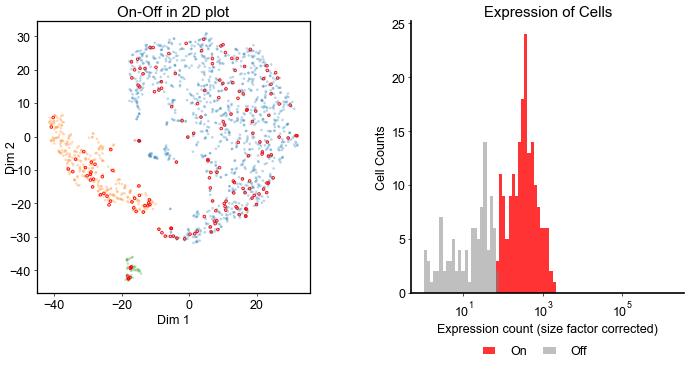 On-Off in 2D plot
30
20
10
0
−10
−20
−30
−40
Dim 2
−40
−20
0
20
Dim 1
Expression of Cells
25
20
15
10
5
0
Cell Counts
10^1
10^3
10^5
Expression count (size factor corrected)
On
Off